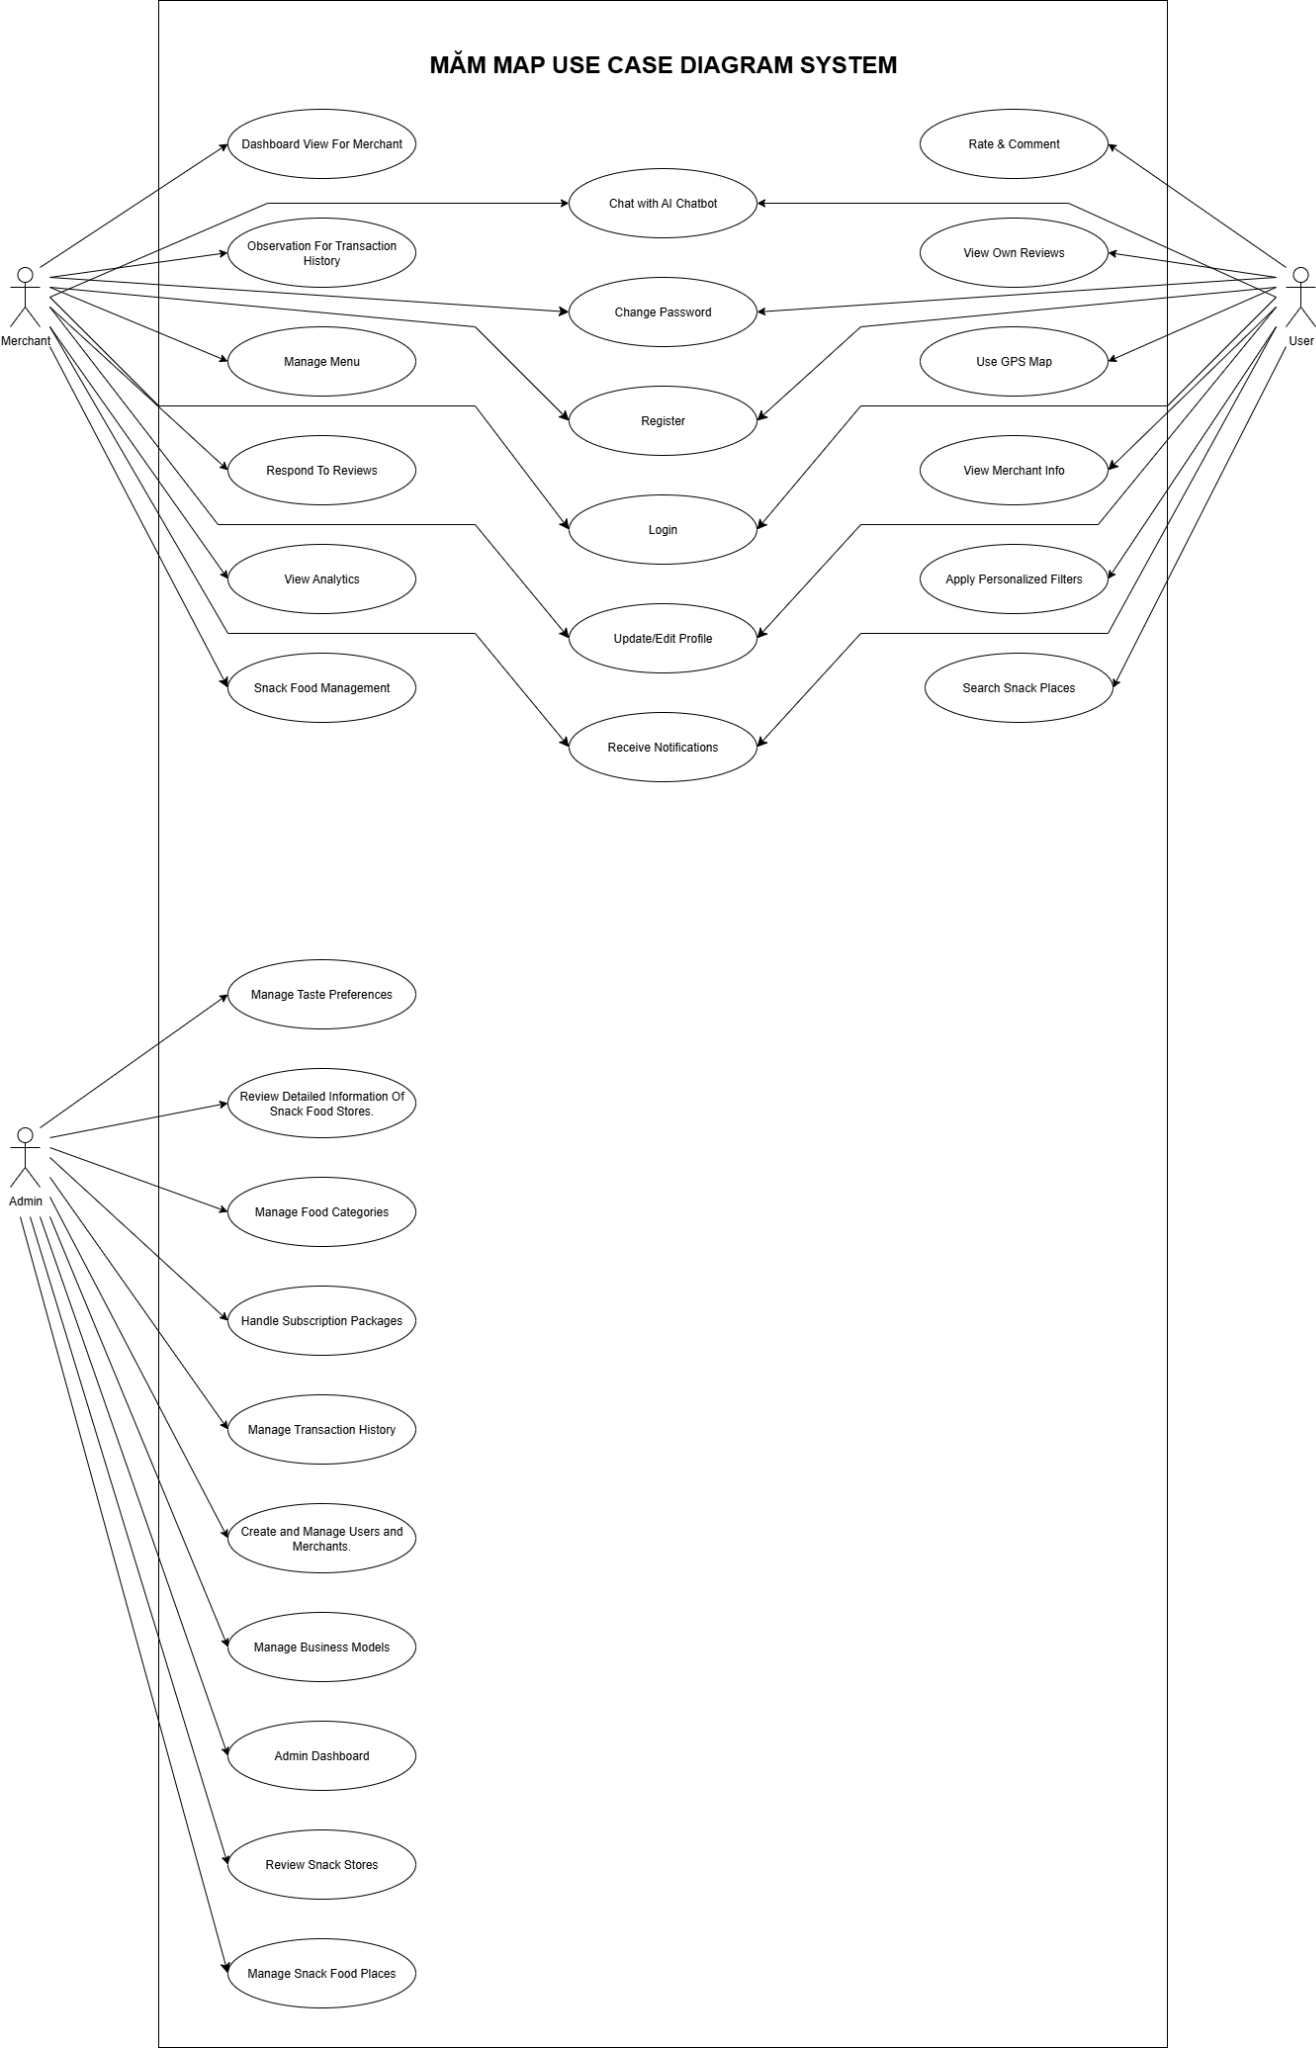 MĂM MAP USE CASE DIAGRAM SYSTEM
Dashboard View For Merchant
Rate & Comment
Chat with AI Chatbot
Observation For Transaction
History
View Own Reviews
Change Password
Merchant
User
Manage Menu
Use GPS Map
Register
Respond To Reviews
View Merchant Info
Login
View Analytics
Apply Personalized Filters
Update/Edit Profile
Snack Food Management
Search Snack Places
Receive Notifications
Manage Taste Preferences
Review Detailed Information Of
Snack Food Stores.
Admin
Manage Food Categories
Handle Subscription Packages
Manage Transaction History
Create and Manage Users and
Merchants.
Manage Business Models
Admin Dashboard
Review Snack Stores
Manage Snack Food Places